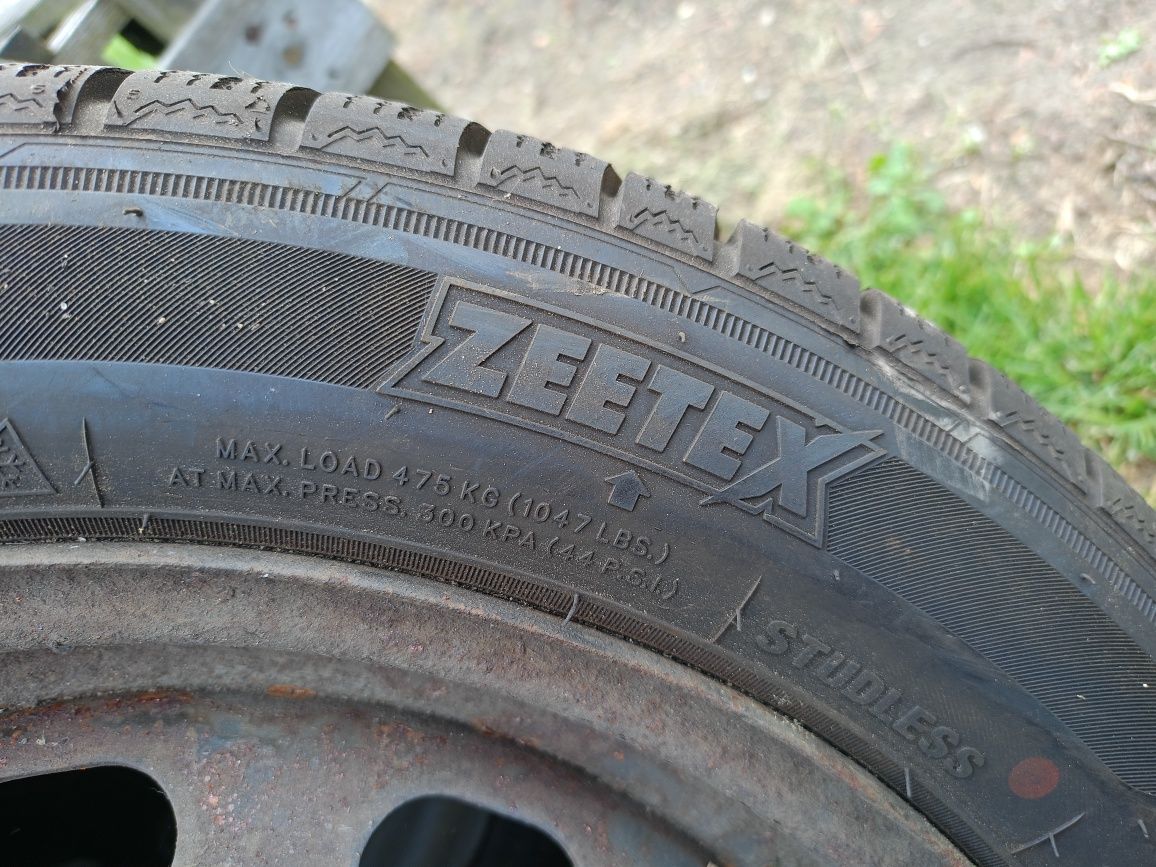 ZEETEX
MAX. LOAD 475 KG (1047 LBS.)
AT MAX. PRESS. 300 KPA (44 P.S.I.)
STUDLESS